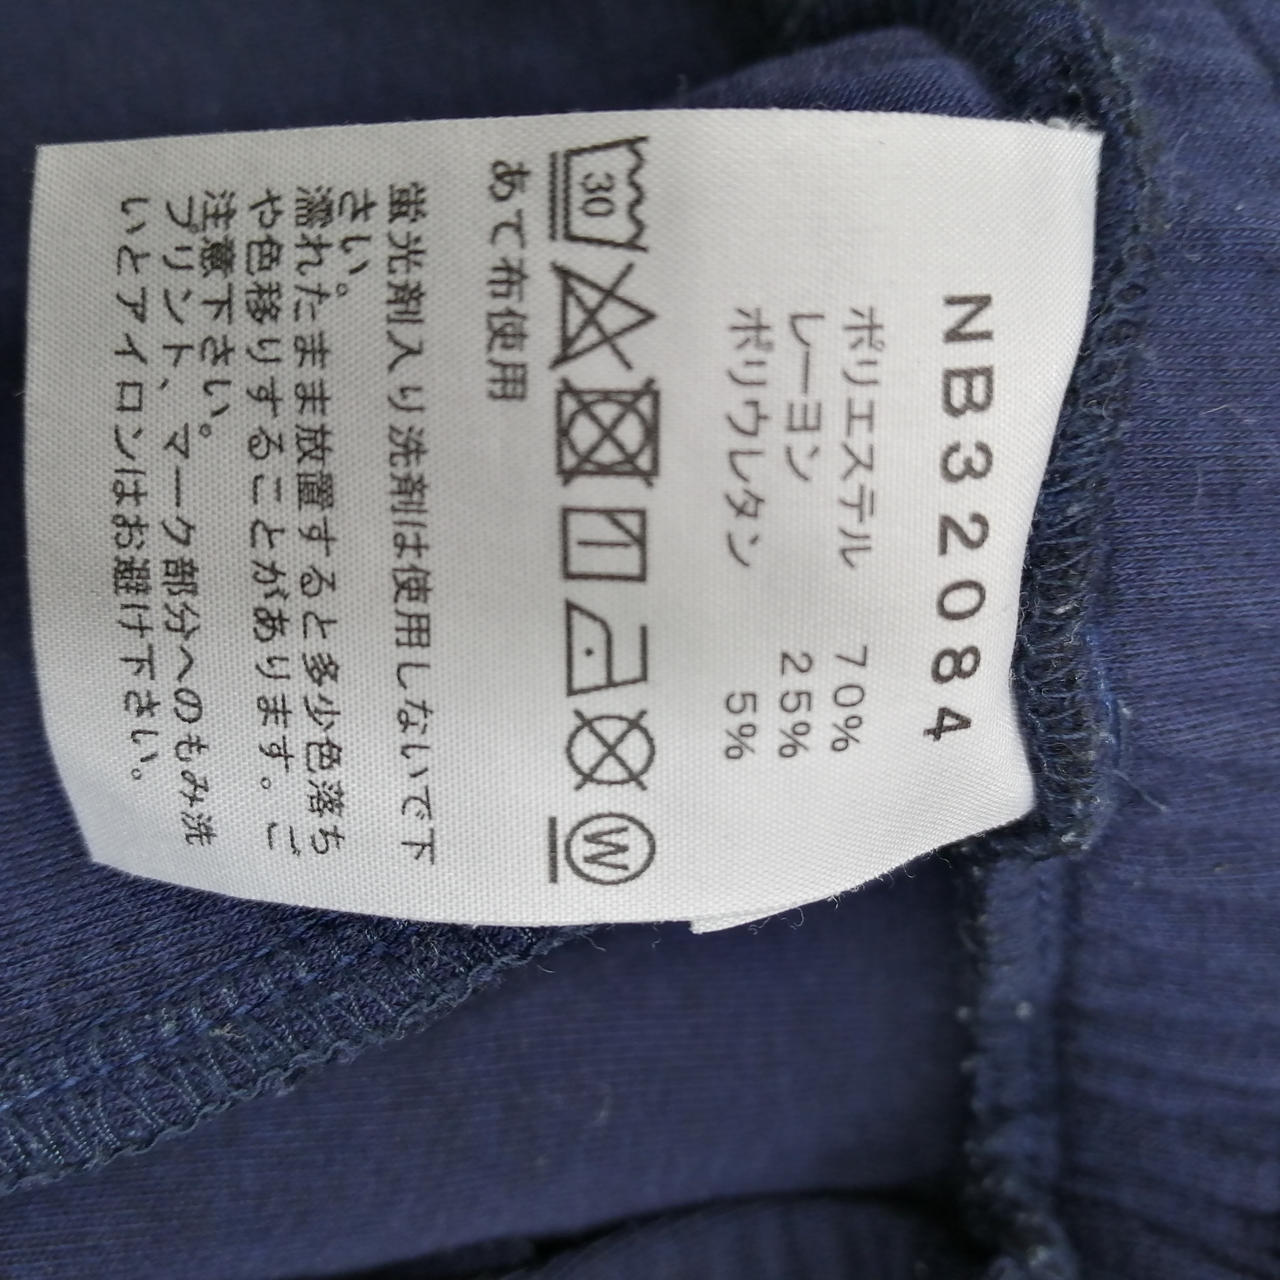 NB32084
ポリエステル 70%
レーヨン 25%
ポリウレタン 5%
30
W
あて布使用
蛍光剤入り洗剤は使用しないで下
さい。
濡れたまま放置すると多少色落ち
や色移りすることがあります。ご
注意下さい。
プリント、マーク部分へのもみ洗
いとアイロンはお避け下さい。